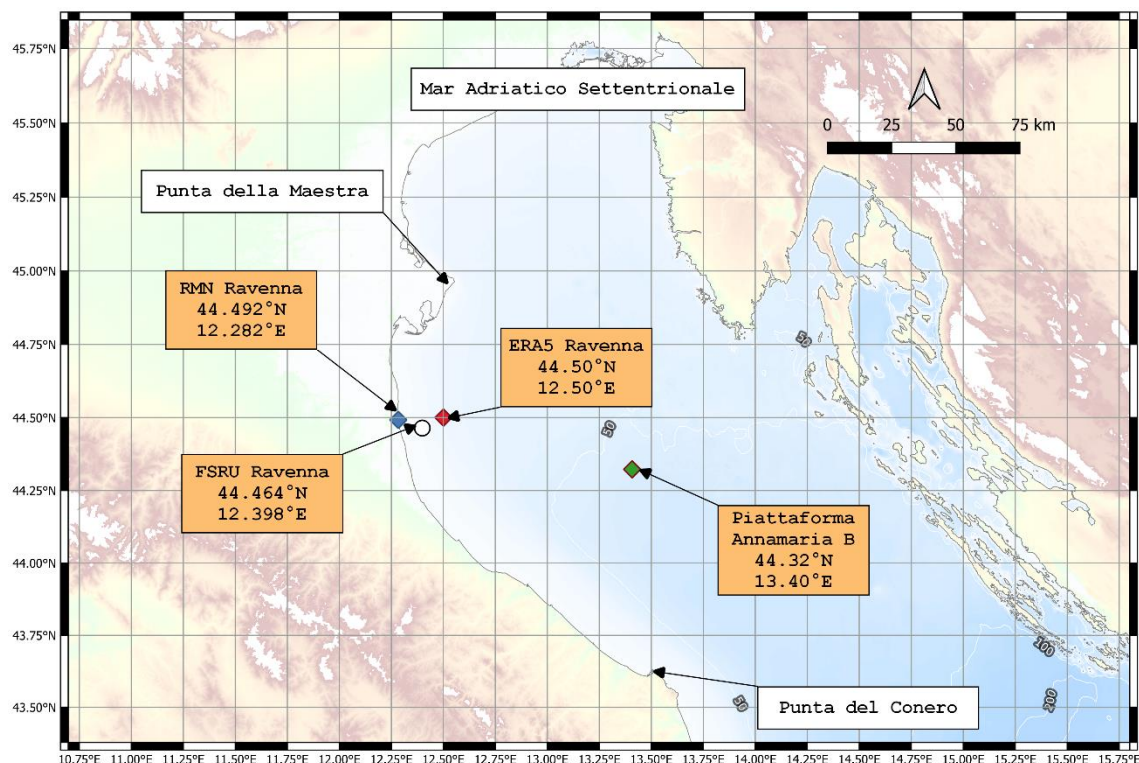 45.75°N
45.50°N
45.25°N
45.00°N
44.75°N
44.50°N
44.25°N
44.00°N
43.75°N
43.50°N
Mar Adriatico Settentrionale
0 25 50 75 km
Punta della Maestra
RMN Ravenna
44.492°N
12.282°E
ERA5 Ravenna
44.50°N
12.50°E
50
50
FSRU Ravenna
44.464°N
12.398°E
Piattaforma
Annamaria B
44.32°N
13.40°E
100
50
200
Punta del Conero
10.75°E 11.00°E 11.25°E 11.50°E 11.75°E 12.00°E 12.25°E 12.50°E 12.75°E 13.00°E 13.25°E 13.50°E 13.75°E 14.00°E 14.25°E 14.50°E 14.75°E 15.00°E 15.25°E 15.50°E 15.75°E